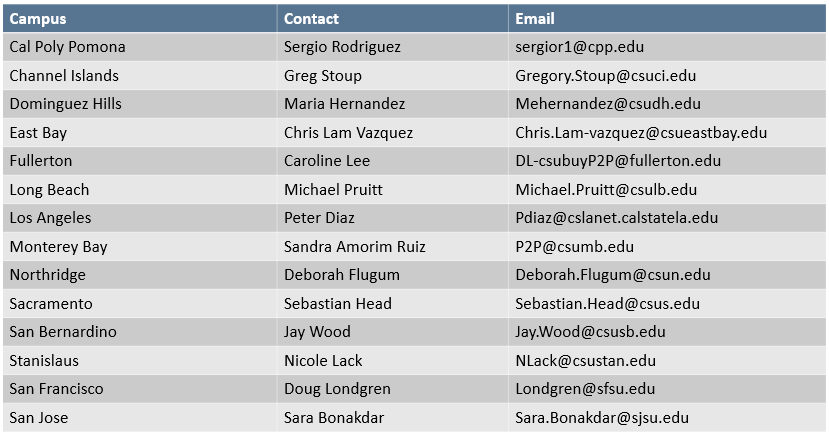 Campus Contact Email
Cal Poly Pomona Sergio Rodriguez sergior1@cpp.edu
Channel Islands Greg Stoup Gregory.Stoup@csuci.edu
Dominguez Hills Maria Hernandez Mehernandez@csudh.edu
East Bay Chris Lam Vazquez Chris.Lam-vazquez@csueastbay.edu
Fullerton Caroline Lee DL-csubuyP2P@fullerton.edu
Long Beach Michael Pruitt Michael.Pruitt@csulb.edu
Los Angeles Peter Diaz Pdiaz@cslanet.calstatela.edu
Monterey Bay Sandra Amorim Ruiz P2P@csumb.edu
Northridge Deborah Flugum Deborah.Flugum@csun.edu
Sacramento Sebastian Head Sebastian.Head@csus.edu
San Bernardino Jay Wood Jay.Wood@csusb.edu
Stanislaus Nicole Lack NLack@csustan.edu
San Francisco Doug Londgren Londgren@sfsu.edu
San Jose Sara Bonakdar Sara.Bonakdar@sjsu.edu